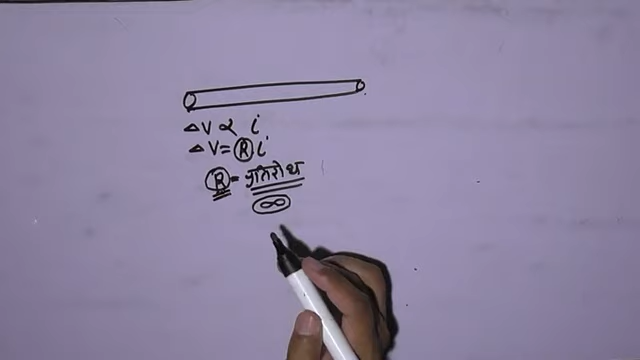 ΔV ∝ i
ΔV = R i
R = प्रतिरोध
∞